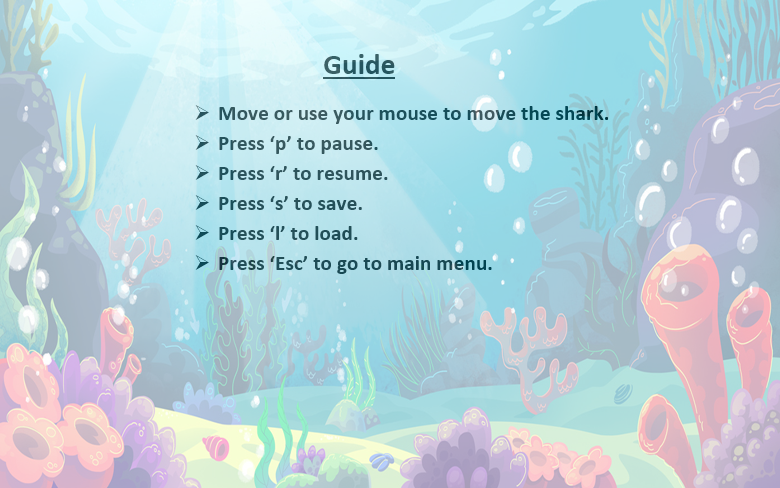 Guide
➢ Move or use your mouse to move the shark.
➢ Press ‘p’ to pause.
➢ Press ‘r’ to resume.
➢ Press ‘s’ to save.
➢ Press ‘l’ to load.
➢ Press ‘Esc’ to go to main menu.